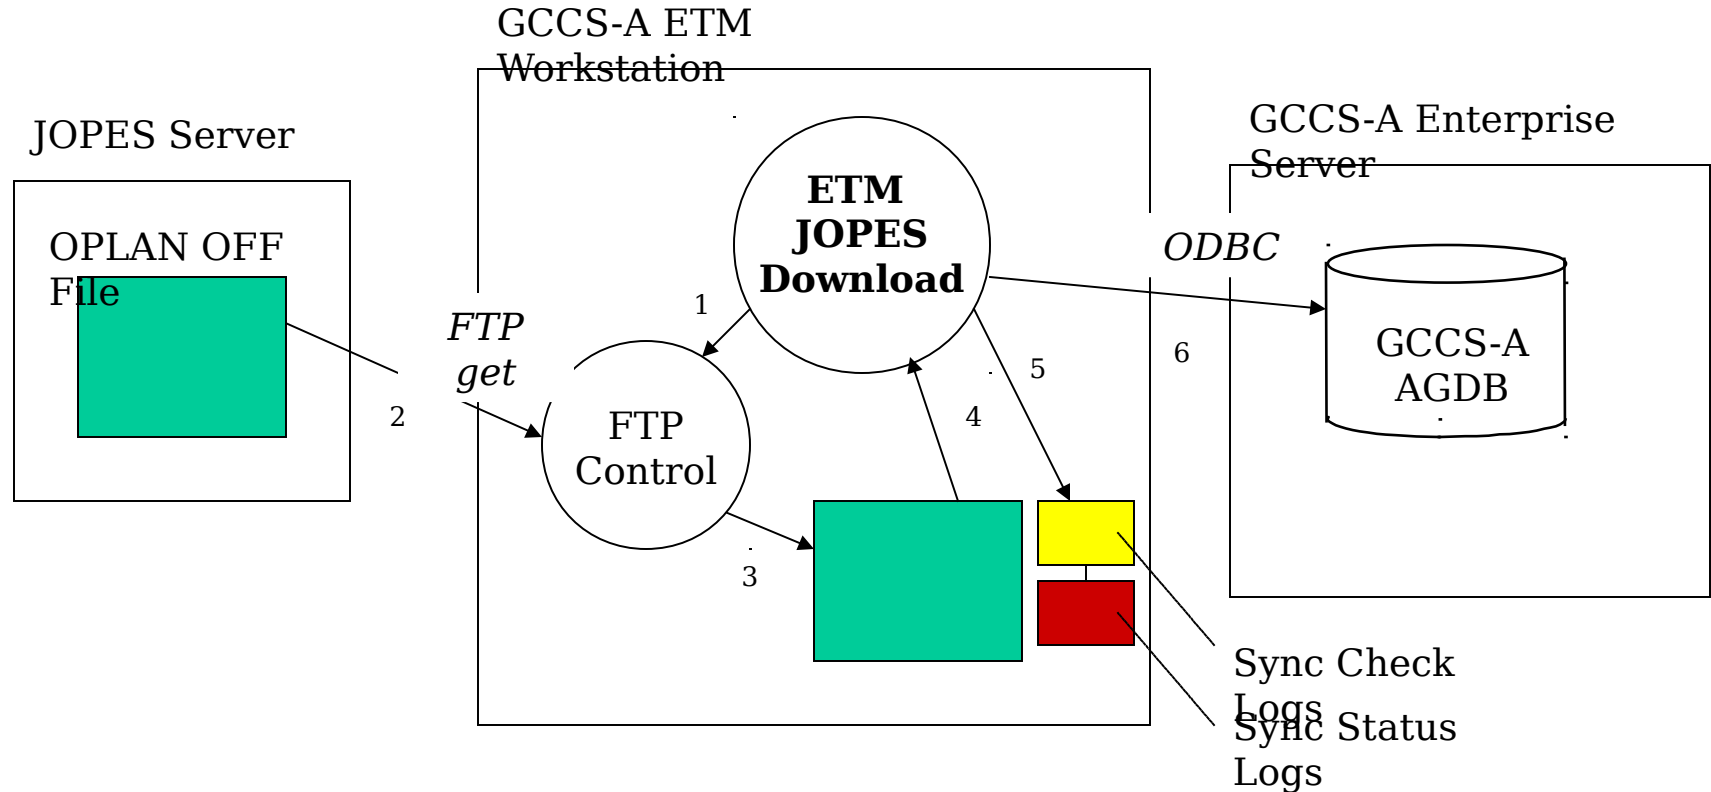 GCCS-A ETM
Workstation
JOPES Server
GCCS-A Enterprise
Server
OPLAN OFF
File
ETM
JOPES
Download
ODBC
FTP
get
1
2
FTP
Control
3
4
5
6
GCCS-A
AGDB
Sync Check
Logs
Sync Status
Logs